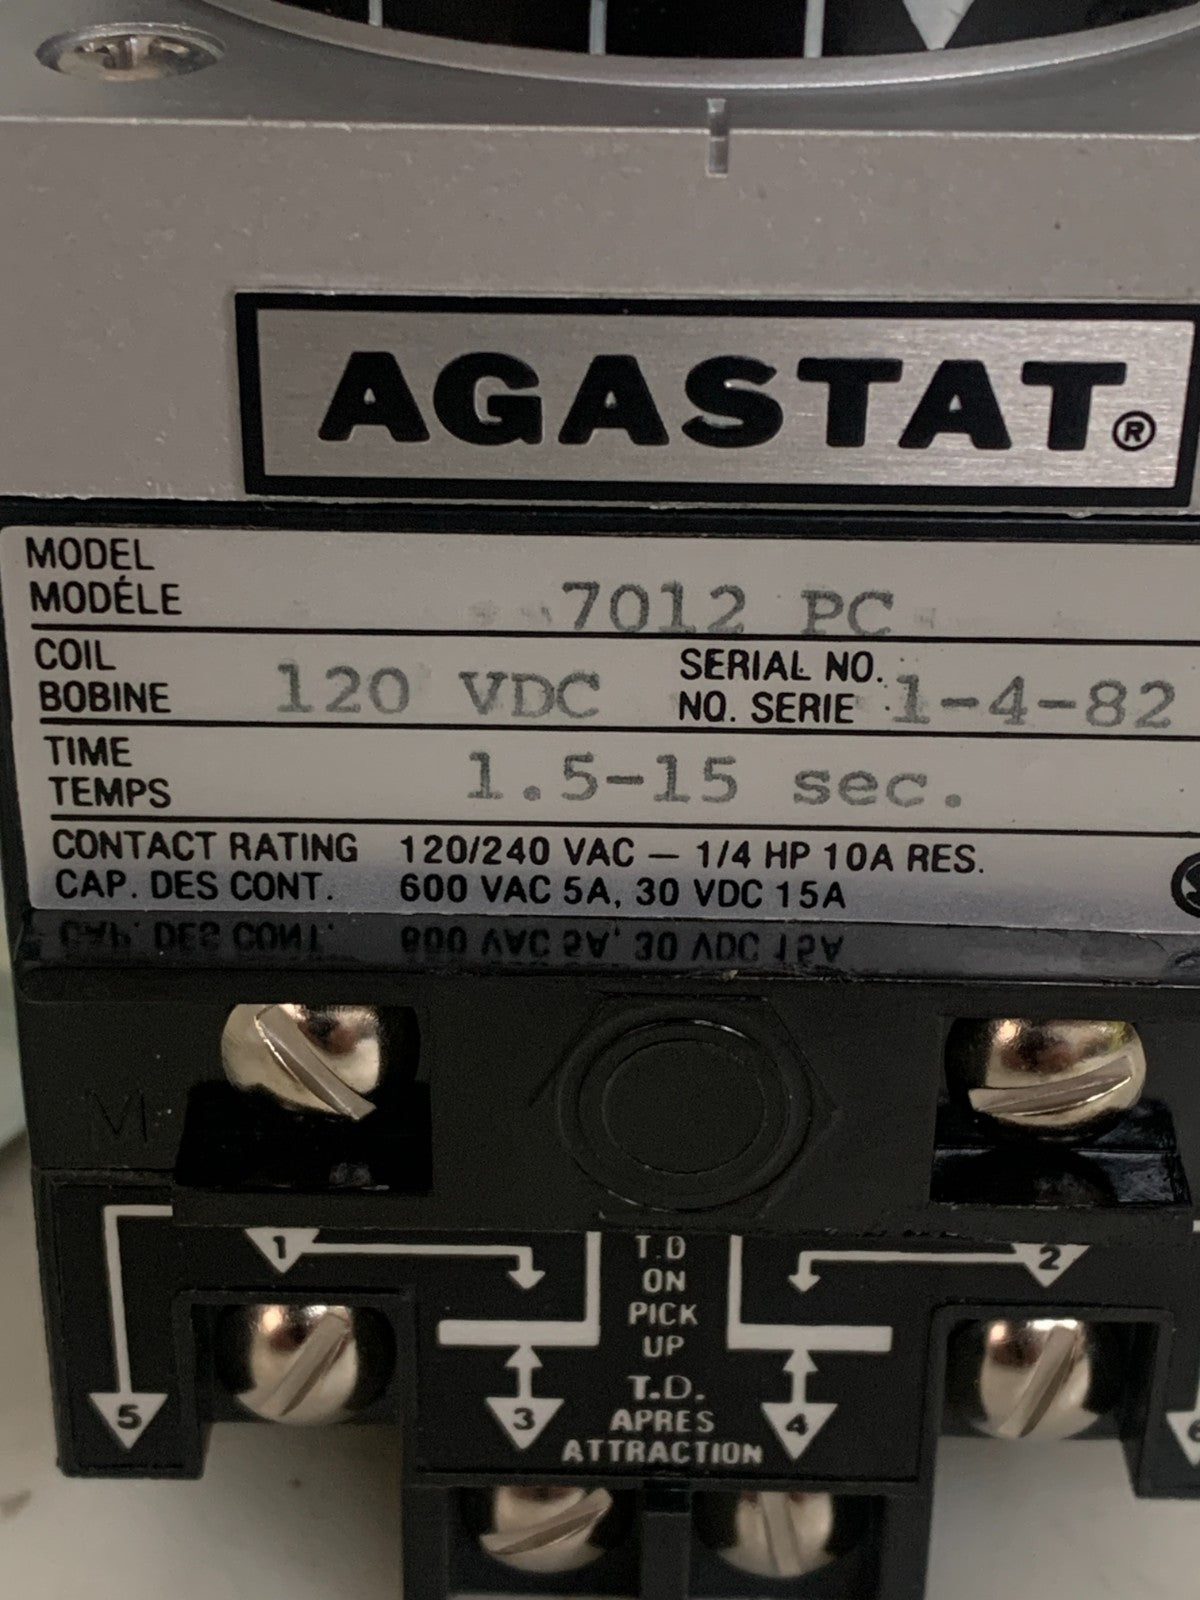 AGASTAT®
MODEL
MODÉLE 7012 PC
COIL
BOBINE 120 VDC
SERIAL NO.
NO. SERIE 1-4-82
TIME
TEMPS 1.5-15 sec.
CONTACT RATING 120/240 VAC — 1/4 HP 10A RES.
CAP. DES CONT. 600 VAC 5A, 30 VDC 15A
M
1 T.D 2
ON
PICK
UP
5 3 T.D. 4 6
APRES
ATTRACTION